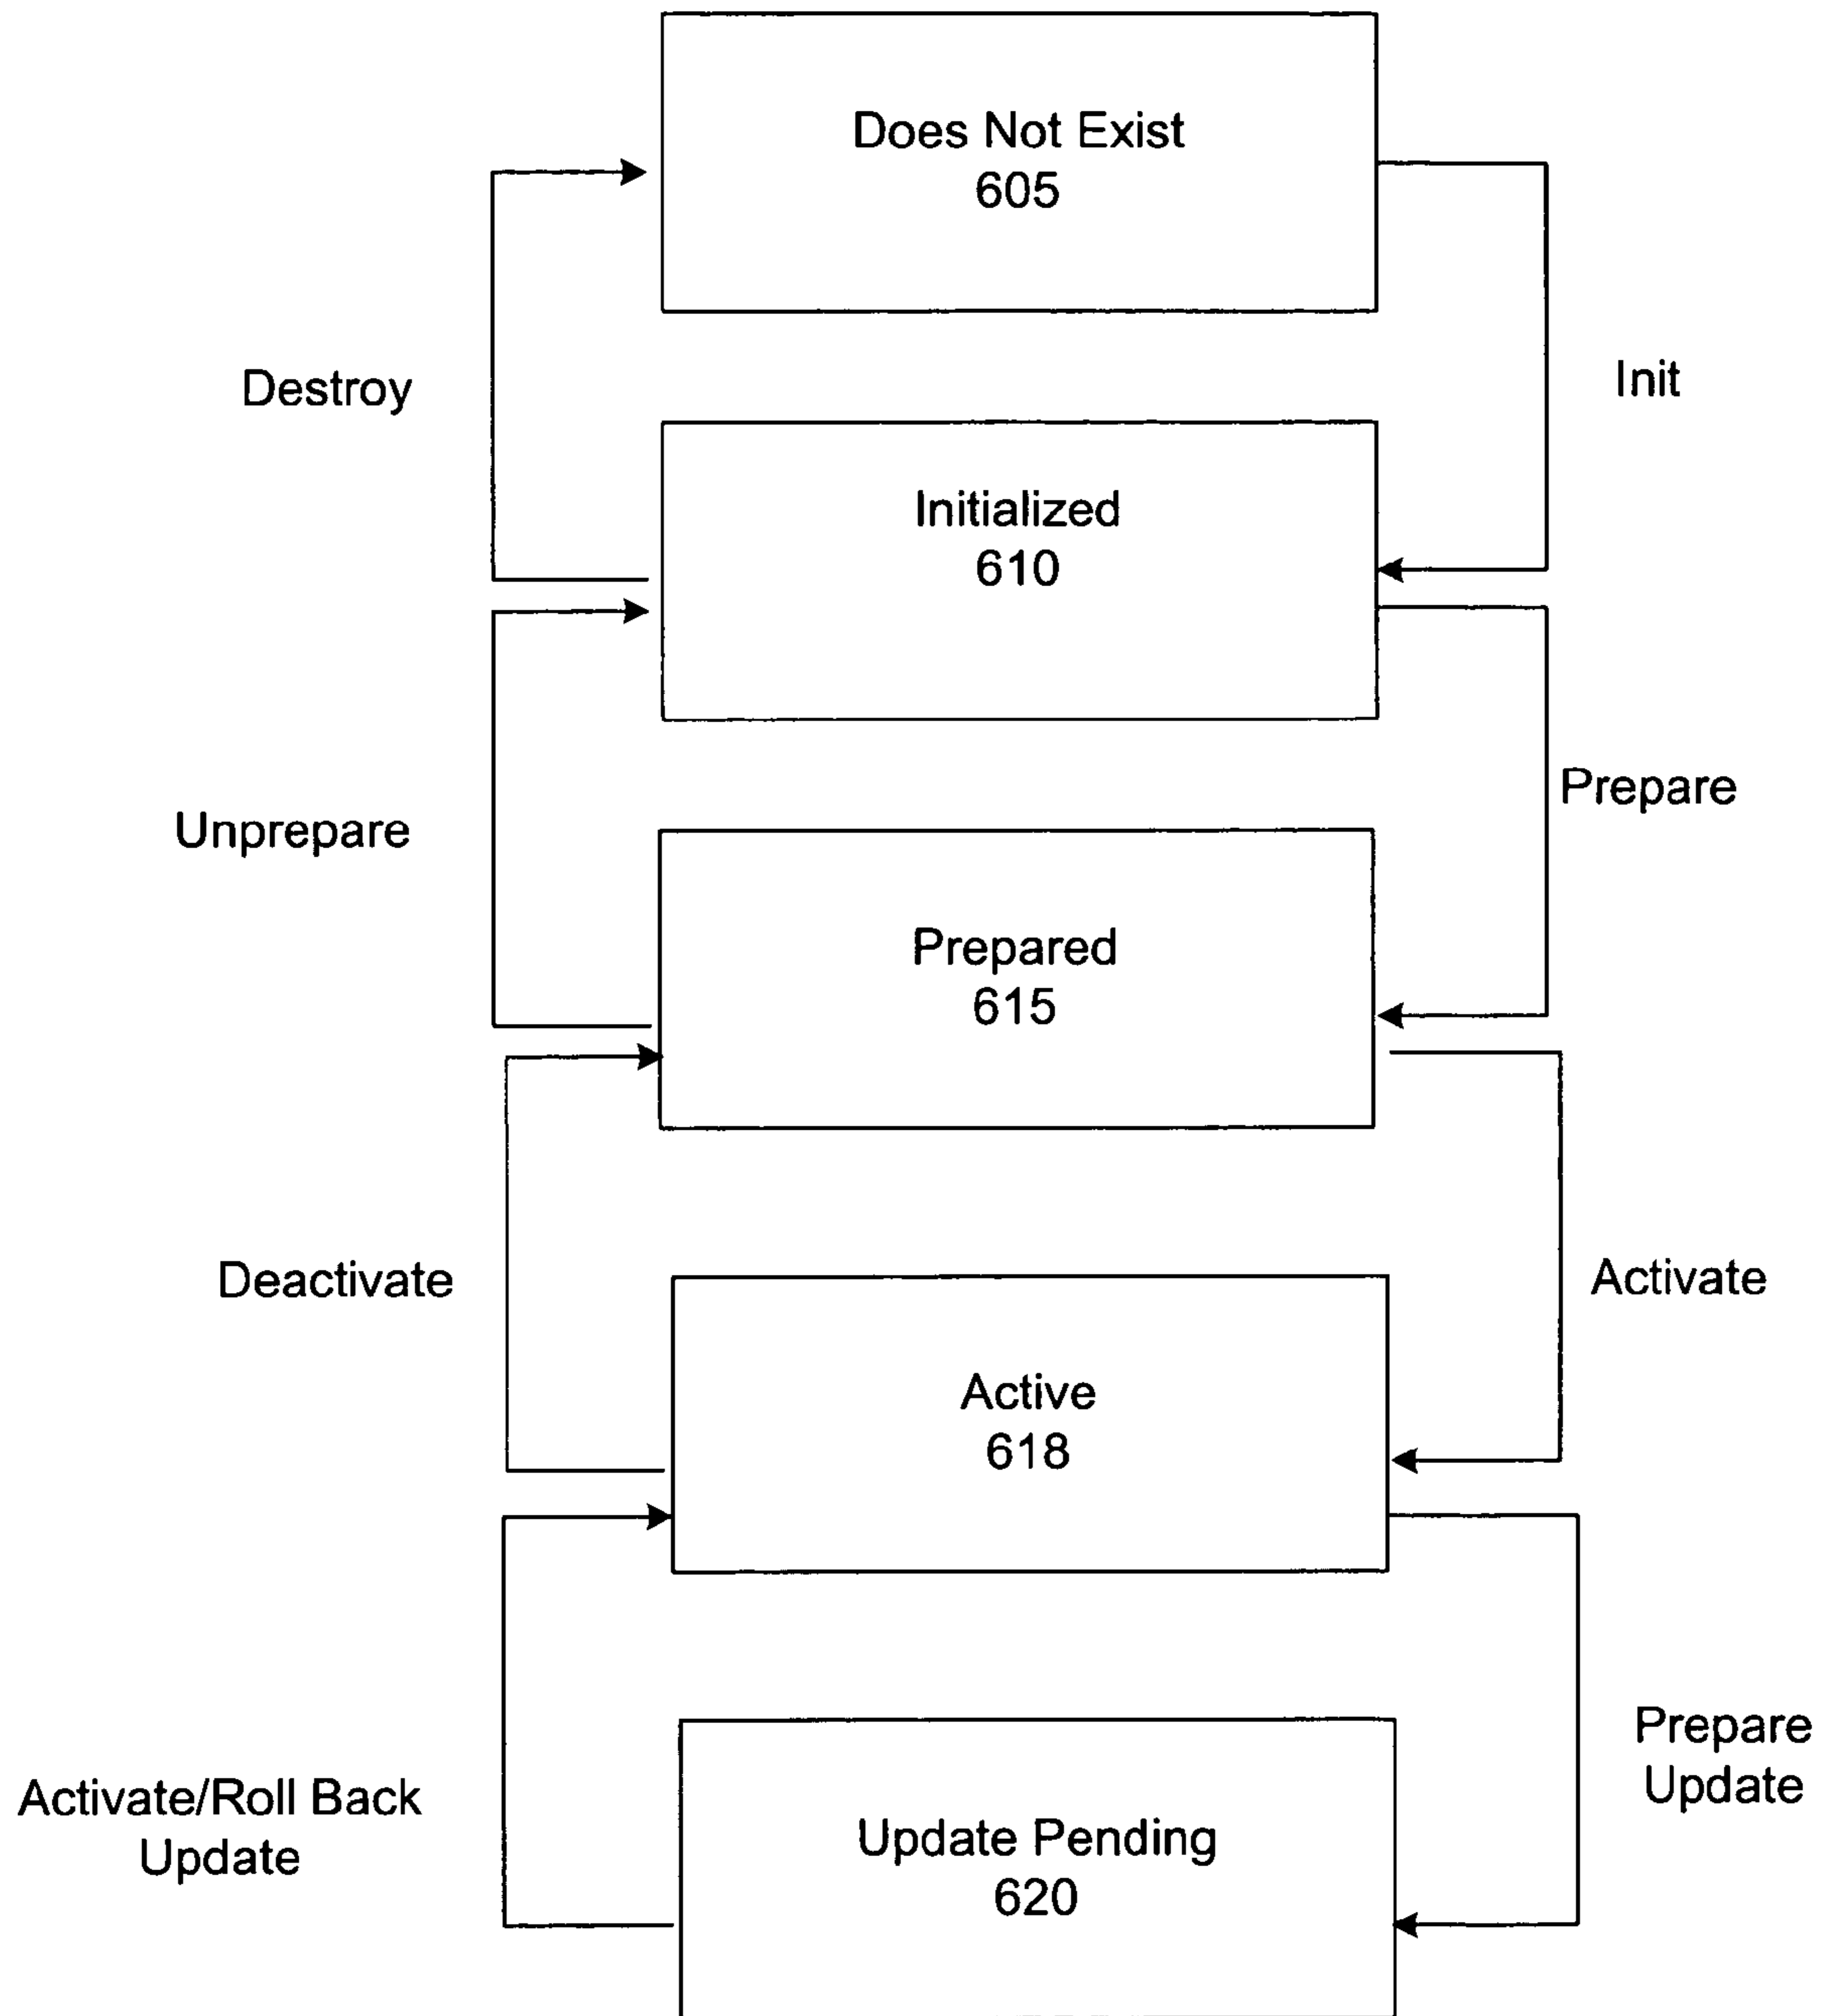 Does Not Exist
605
Destroy
Init
Initialized
610
Prepare
Unprepare
Prepared
615
Deactivate
Activate
Active
618
Prepare
Update
Activate/Roll Back
Update
Update Pending
620